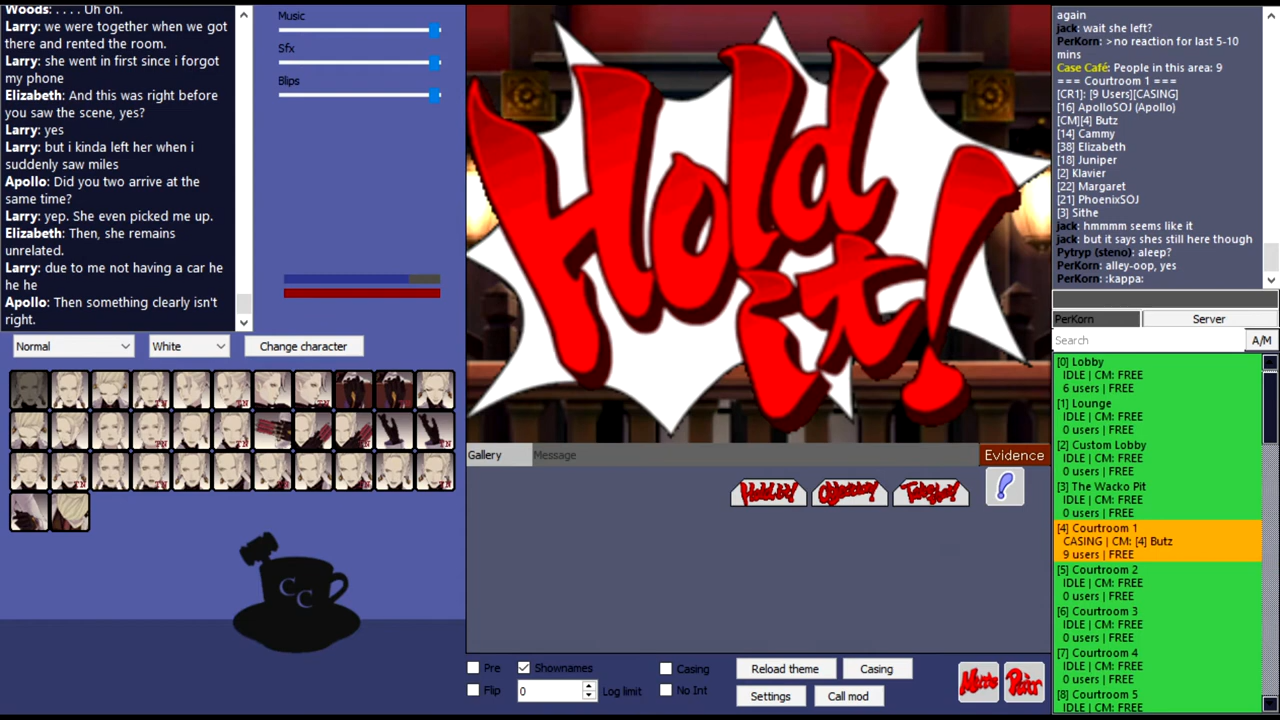 Woods: . . . . Uh oh.
Larry: we were together when we got
there and rented the room.
Larry: she went in first since i forgot
my phone
Elizabeth: And this was right before
you saw the scene, yes?
Larry: yes
Larry: but i kinda left her when i
suddenly saw miles
Apollo: Did you two arrive at the
same time?
Larry: yep. She even picked me up.
Elizabeth: Then, she remains
unrelated.
Larry: due to me not having a car he
he he
Apollo: Then something clearly isn't
right.
Music
Sfx
Blips
Normal
White
Change character
CC
Hold
it!
Gallery
Message
Evidence
Hold it!
Objection!
Take that!
Pre
Shownames
Casing
Reload theme
Casing
Flip
0
Log limit
No Int
Settings
Call mod
Pair
again
jack: wait she left?
PerKorn: >no reaction for last 5-10
mins
Case Café: People in this area: 9
=== Courtroom 1 ===
[CR1]: [9 Users][CASING]
[16] ApolloSOJ (Apollo)
[CM][4] Butz
[14] Cammy
[38] Elizabeth
[18] Juniper
[2] Klavier
[22] Margaret
[21] PhoenixSOJ
[3] Sithe
jack: hmmmm seems like it
jack: but it says shes still here though
Pytryp (steno): aleep?
PerKorn: alley-oop, yes
PerKorn: :kappa:
PerKorn
Server
Search
A/M
[0] Lobby
IDLE | CM: FREE
6 users | FREE
[1] Lounge
IDLE | CM: FREE
0 users | FREE
[2] Custom Lobby
IDLE | CM: FREE
0 users | FREE
[3] The Wacko Pit
IDLE | CM: FREE
0 users | FREE
[4] Courtroom 1
CASING | CM: [4] Butz
9 users | FREE
[5] Courtroom 2
IDLE | CM: FREE
0 users | FREE
[6] Courtroom 3
IDLE | CM: FREE
0 users | FREE
[7] Courtroom 4
IDLE | CM: FREE
0 users | FREE
[8] Courtroom 5
IDLE | CM: FREE